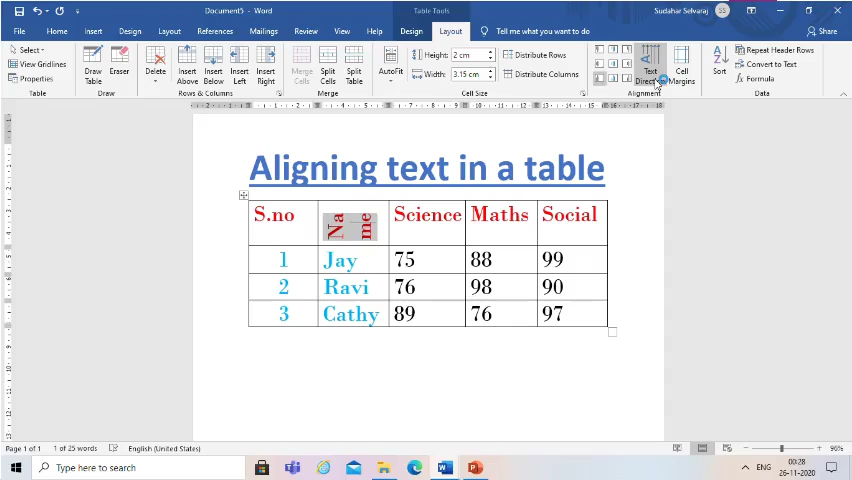 Document5 - Word
Table Tools
Sudahar Selvaraj
SS
File Home Insert Design Layout References Mailings Review View Help Design Layout Tell me what you want to do Share
Select
View Gridlines
Properties
Table
Draw Table
Eraser
Draw
Delete
Insert Above
Insert Below
Insert Left
Insert Right
Rows & Columns
Merge Cells
Split Cells
Split Table
Merge
AutoFit
Height: 2 cm
Width: 3.15 cm
Distribute Rows
Distribute Columns
Cell Size
Text
Cell Margins
Alignment
Sort
Repeat Header Rows
Convert to Text
Formula
Data
Aligning text in a table
S.no Name Science Maths Social
1 Jay 75 88 99
2 Ravi 76 98 90
3 Cathy 89 76 97
Page 1 of 1 1 of 25 words English (United States) 96%
Type here to search
ENG
00:28
26-11-2020